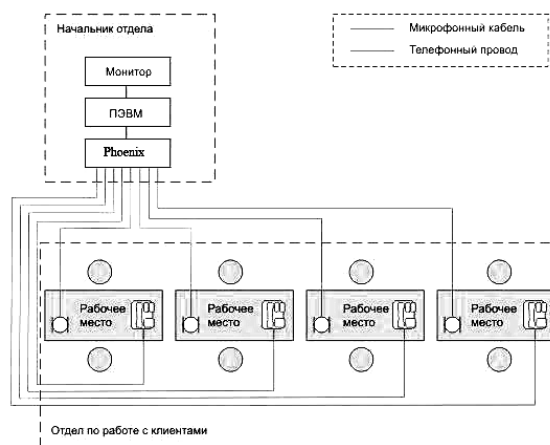 Начальник отдела
Монитор
ПЭВМ
Phoenix
Микрофонный кабель
Телефонный провод
Рабочее
место
Рабочее
место
Рабочее
место
Рабочее
место
Отдел по работе с клиентами